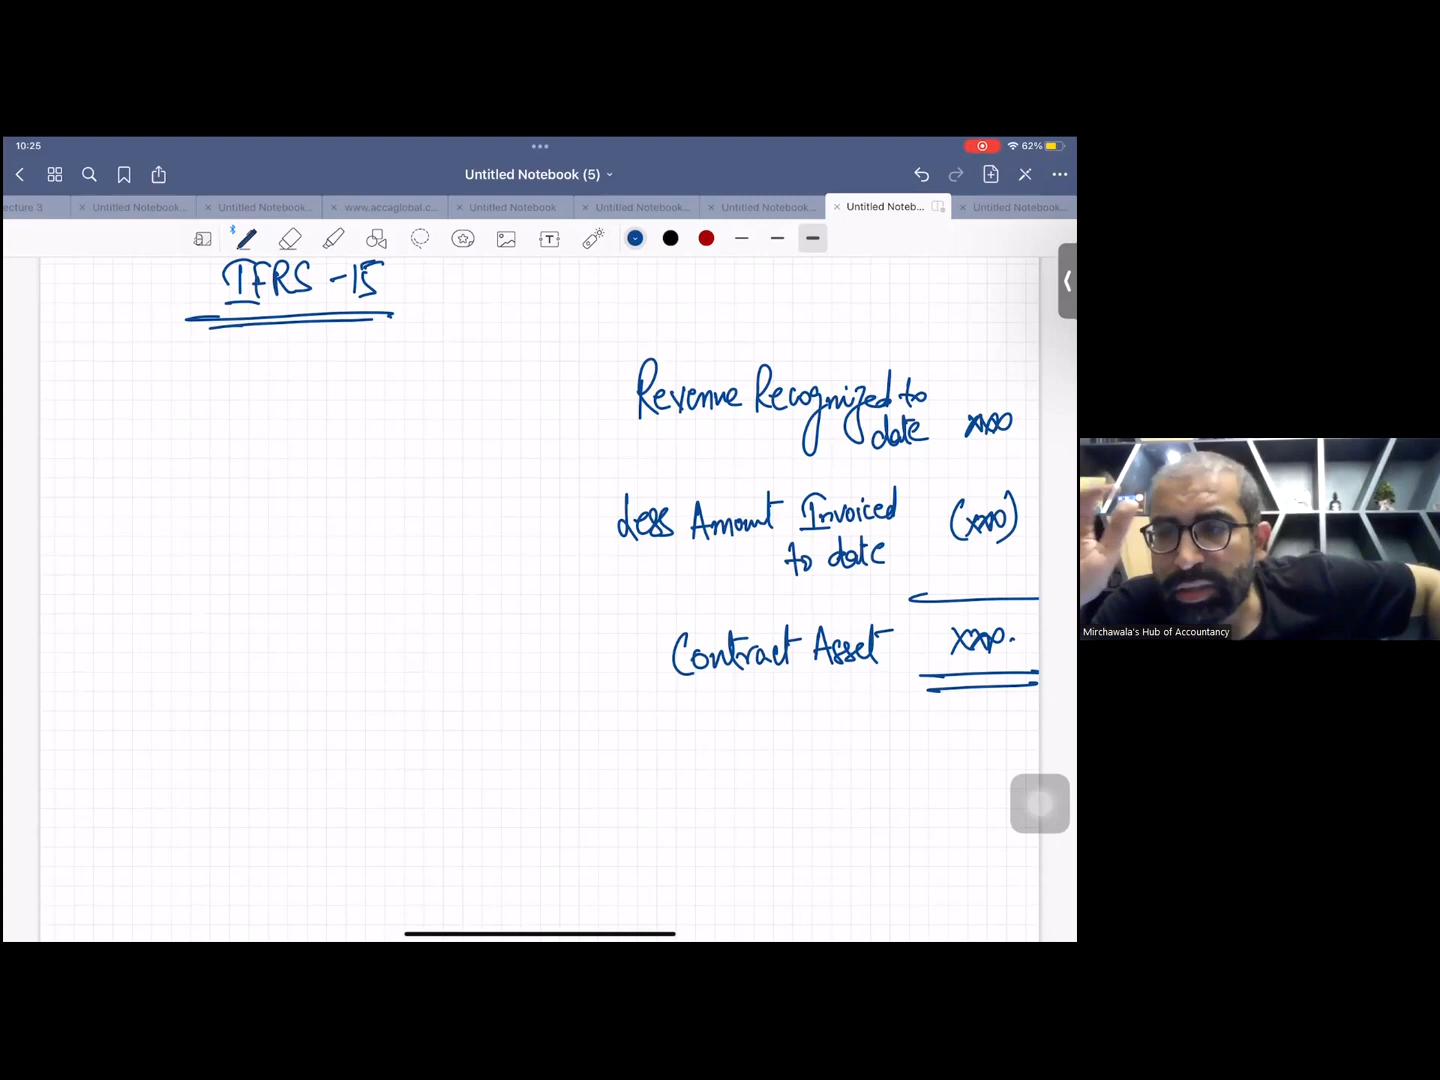 10:25
62%
Untitled Notebook (5)
ecture 3
Untitled Notebook...
Untitled Notebook...
www.accaglobal.c...
Untitled Notebook
Untitled Notebook...
Untitled Notebook...
Untitled Noteb...
Untitled Notebook...
IFRS -15
Revenue Recognized to
date xxx
Less Amount Invoiced (xxx)
to date
Contract Asset xxx.
Mirchawala's Hub of Accountancy